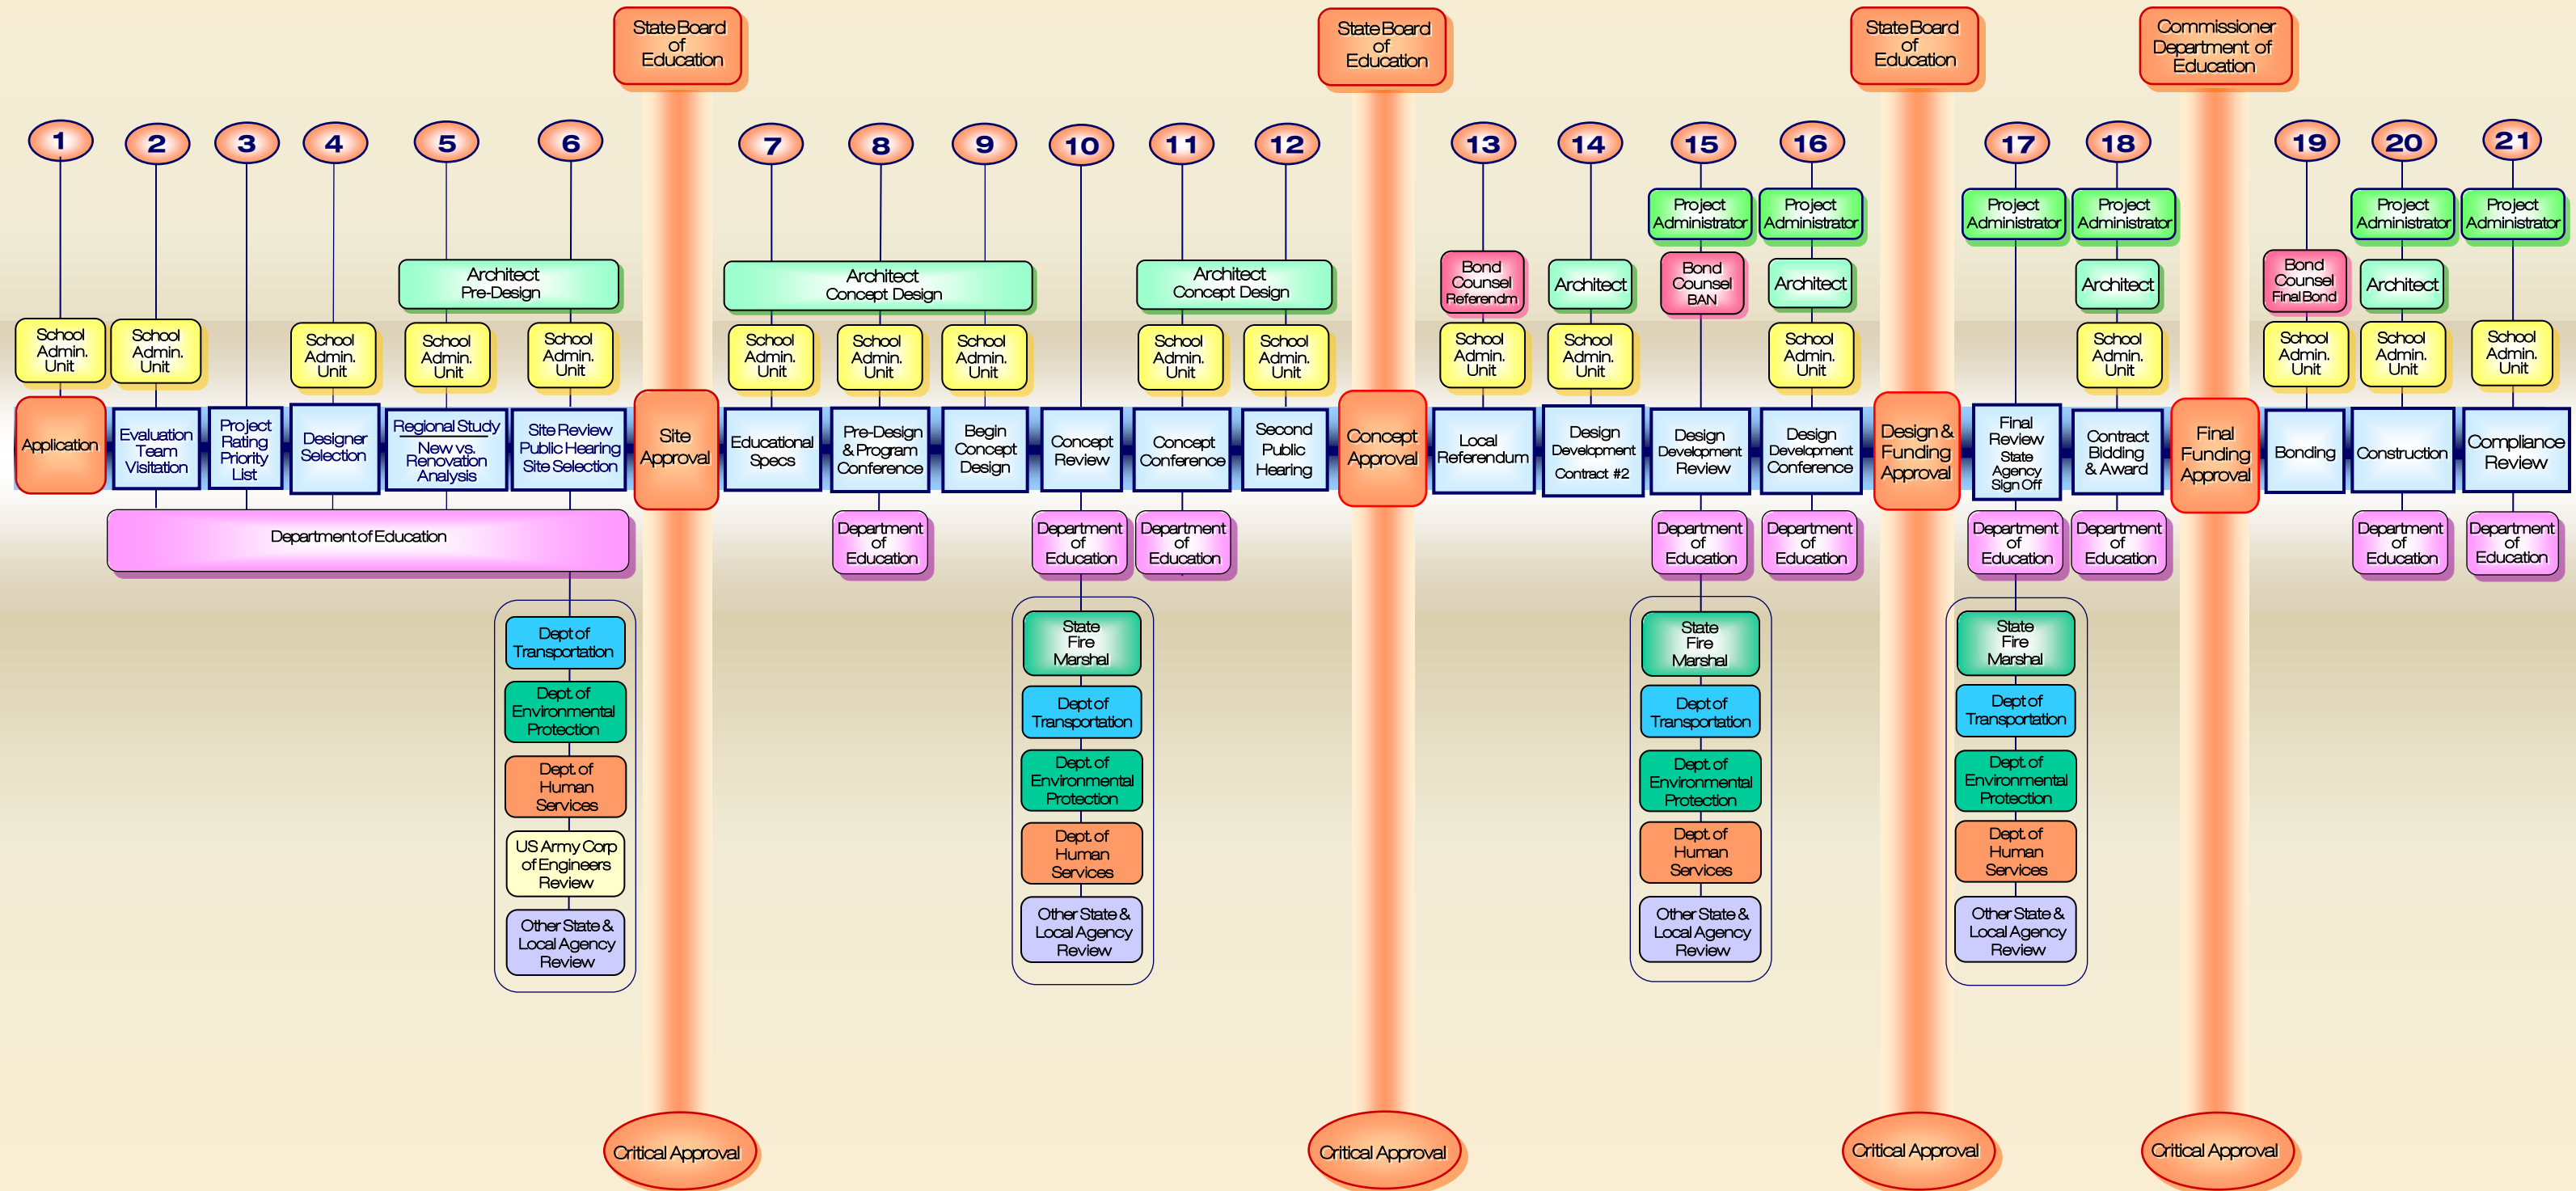 State Board
of
Education
State Board
of
Education
State Board
of
Education
Commissioner
Department of
Education
1
2
3
4
5
6
7
8
9
10
11
12
13
14
15
16
17
18
19
20
21
Project
Administrator
Project
Administrator
Project
Administrator
Project
Administrator
Project
Administrator
Project
Administrator
Architect
Pre-Design
Architect
Concept Design
Architect
Concept Design
Bond
Counsel
Referendm
Architect
Bond
Counsel
BAN
Architect
Architect
Bond
Counsel
Final Bond
Architect
School
Admin.
Unit
School
Admin.
Unit
School
Admin.
Unit
School
Admin.
Unit
School
Admin.
Unit
School
Admin.
Unit
School
Admin.
Unit
School
Admin.
Unit
School
Admin.
Unit
School
Admin.
Unit
School
Admin.
Unit
School
Admin.
Unit
School
Admin.
Unit
School
Admin.
Unit
School
Admin.
Unit
School
Admin.
Unit
School
Admin.
Unit
Application
Evaluation
Team
Visitation
Project
Rating
Priority
List
Designer
Selection
Regional Study
New vs.
Renovation
Analysis
Site Review
Public Hearing
Site Selection
Site
Approval
Educational
Specs
Pre-Design
& Program
Conference
Begin
Concept
Design
Concept
Review
Concept
Conference
Second
Public
Hearing
Concept
Approval
Local
Referendum
Design
Development
Contract #2
Design
Development
Review
Design
Development
Conference
Design &
Funding
Approval
Final
Review
State
Agency
Sign Off
Contract
Bidding
& Award
Final
Funding
Approval
Bonding
Construction
Compliance
Review
Department of Education
Department
of
Education
Department
of
Education
Department
of
Education
Department
of
Education
Department
of
Education
Department
of
Education
Department
of
Education
Department
of
Education
Department
of
Education
Dept of
Transportation
Dept. of
Environmental
Protection
Dept. of
Human
Services
US Army Corp
of Engineers
Review
Other State &
Local Agency
Review
State
Fire
Marshal
Dept of
Transportation
Dept. of
Environmental
Protection
Dept. of
Human
Services
Other State &
Local Agency
Review
State
Fire
Marshal
Dept of
Transportation
Dept. of
Environmental
Protection
Dept. of
Human
Services
Other State &
Local Agency
Review
State
Fire
Marshal
Dept of
Transportation
Dept. of
Environmental
Protection
Dept. of
Human
Services
Other State &
Local Agency
Review
Critical Approval
Critical Approval
Critical Approval
Critical Approval